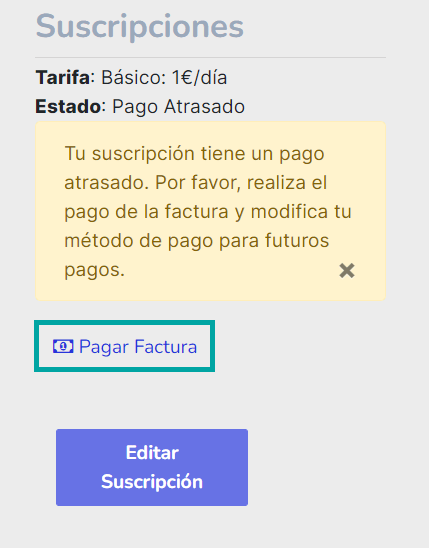 Suscripciones
Tarifa: Básico: 1€/día
Estado: Pago Atrasado
Tu suscripción tiene un pago
atrasado. Por favor, realiza el
pago de la factura y modifica tu
método de pago para futuros
pagos.
Pagar Factura
Editar
Suscripción